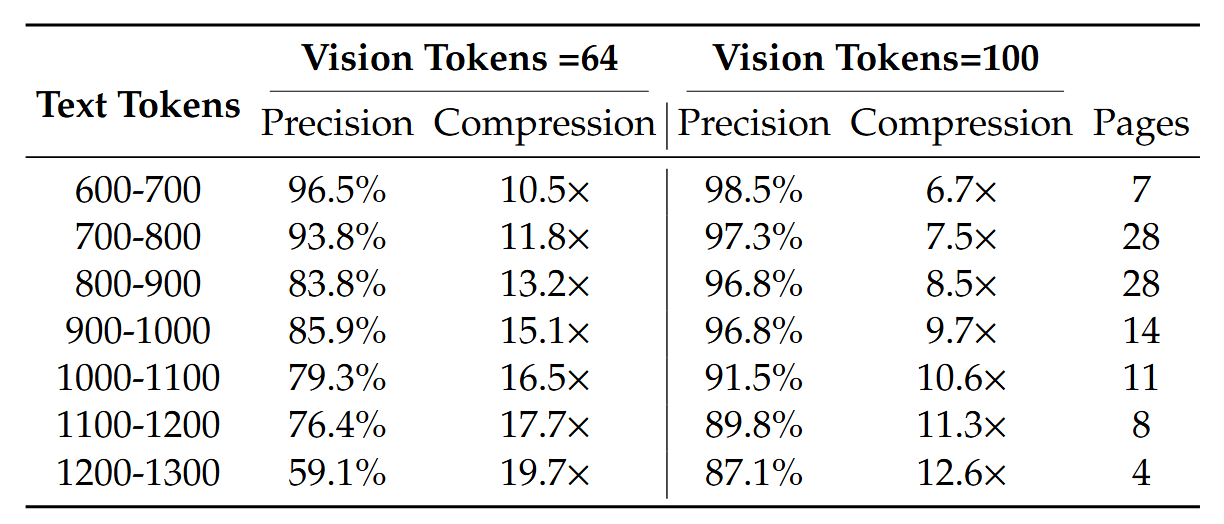 Vision Tokens =64 Vision Tokens=100
Text Tokens
Precision Compression Precision Compression Pages
600-700 96.5% 10.5× 98.5% 6.7× 7
700-800 93.8% 11.8× 97.3% 7.5× 28
800-900 83.8% 13.2× 96.8% 8.5× 28
900-1000 85.9% 15.1× 96.8% 9.7× 14
1000-1100 79.3% 16.5× 91.5% 10.6× 11
1100-1200 76.4% 17.7× 89.8% 11.3× 8
1200-1300 59.1% 19.7× 87.1% 12.6× 4